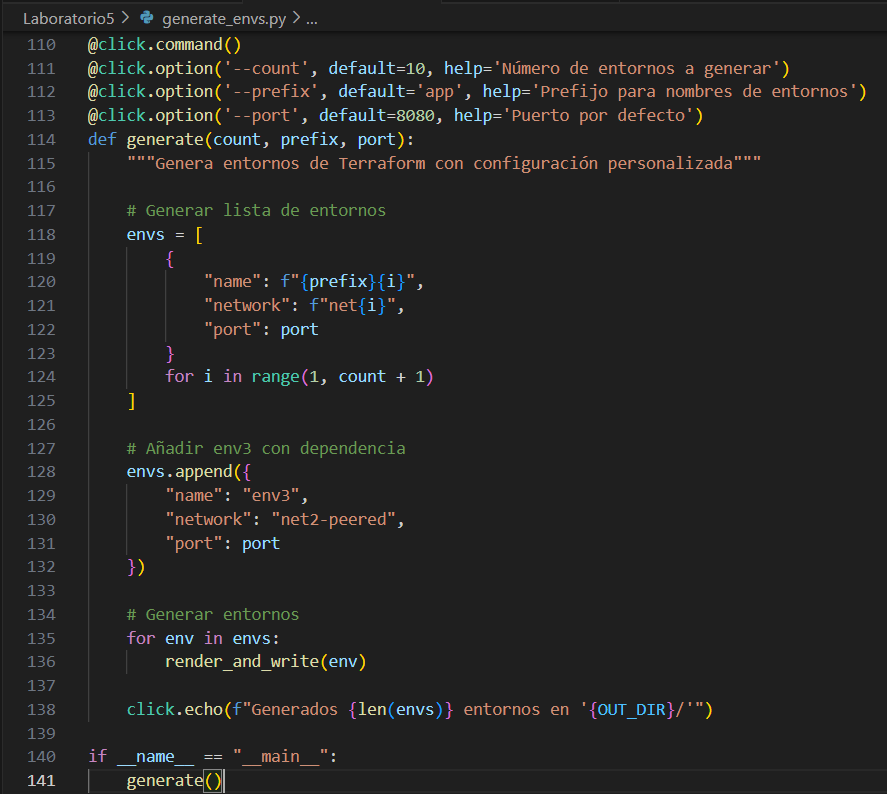 Laboratorio5 > generate_envs.py > ...
110 @click.command()
111 @click.option('--count', default=10, help='Número de entornos a generar')
112 @click.option('--prefix', default='app', help='Prefijo para nombres de entornos')
113 @click.option('--port', default=8080, help='Puerto por defecto')
114 def generate(count, prefix, port):
115     """Genera entornos de Terraform con configuración personalizada"""
116
117     # Generar lista de entornos
118     envs = [
119         {
120             "name": f"{prefix}{i}",
121             "network": f"net{i}",
122             "port": port
123         }
124         for i in range(1, count + 1)
125     ]
126
127     # Añadir env3 con dependencia
128     envs.append({
129         "name": "env3",
130         "network": "net2-peered",
131         "port": port
132     })
133
134     # Generar entornos
135     for env in envs:
136         render_and_write(env)
137
138     click.echo(f"Generados {len(envs)} entornos en '{OUT_DIR}/'")
139
140 if __name__ == "__main__":
141     generate()